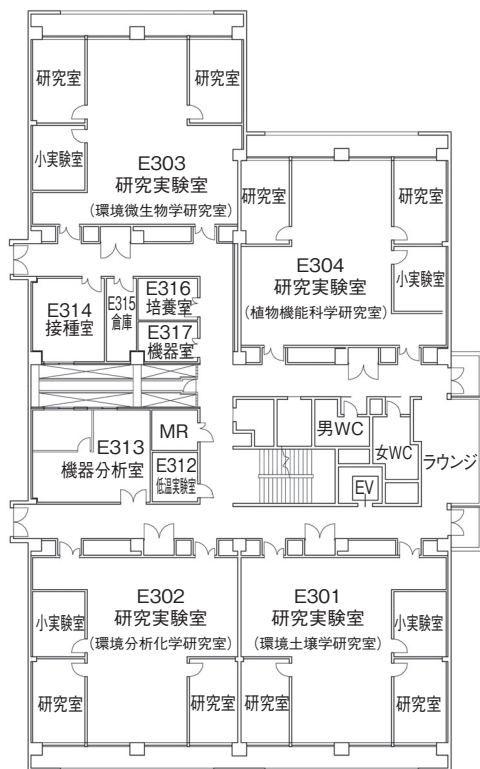 研究室
研究室
小実験室
E303
研究実験室
（環境微生物学研究室）
研究室
研究室
E304
研究実験室
（植物機能科学研究室）
小実験室
E314
接種室
E315
倉庫
E316
培養室
E317
機器室
E313
機器分析室
MR
E312
低温実験室
男WC
女WC
EV
ラウンジ
E302
研究実験室
（環境分析化学研究室）
小実験室
研究室
研究室
E301
研究実験室
（環境土壌学研究室）
小実験室
研究室
研究室